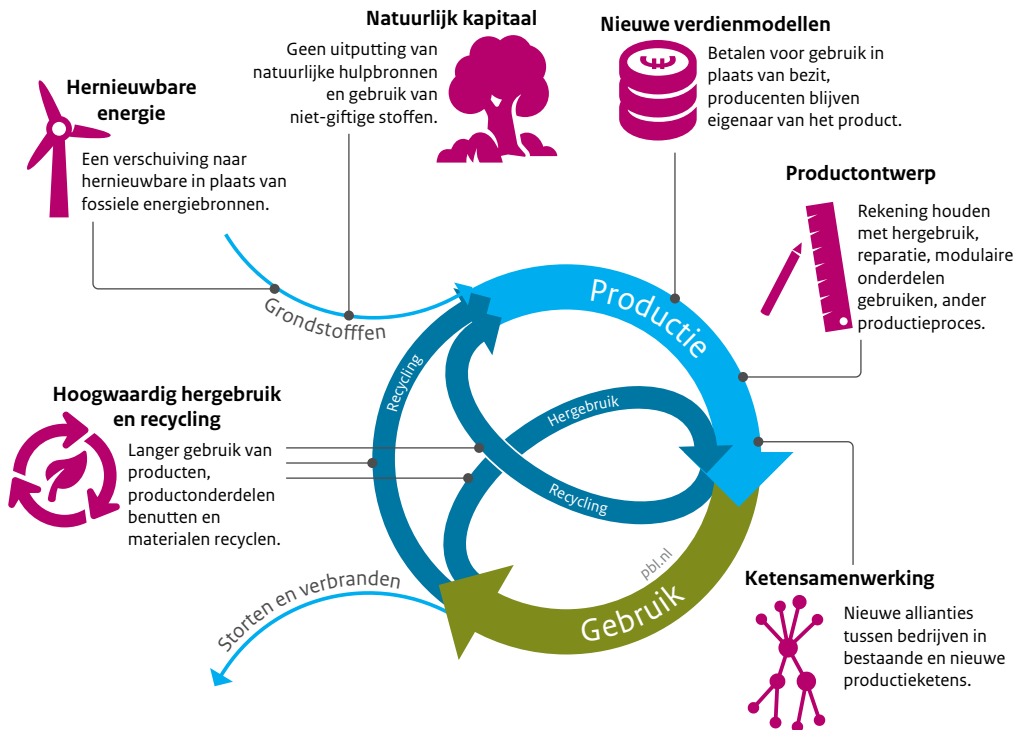 Natuurlijk kapitaal
Geen uitputting van
natuurlijke hulpbronnen
en gebruik van
niet-giftige stoffen.
Nieuwe verdienmodellen
Betalen voor gebruik in
plaats van bezit,
producenten blijven
eigenaar van het product.
Hernieuwbare
energie
Een verschuiving naar
hernieuwbare in plaats van
fossiele energiebronnen.
Productontwerp
Rekening houden
met hergebruik,
reparatie, modulaire
onderdelen
gebruiken, ander
productieproces.
Grondstofffen
Productie
Recycling
Hergebruik
Recycling
Hoogwaardig hergebruik
en recycling
Langer gebruik van
producten,
productonderdelen
benutten en
materialen recyclen.
Storten en verbranden
Gebruik
pbl.nl
Ketensamenwerking
Nieuwe allianties
tussen bedrijven in
bestaande en nieuwe
productieketens.